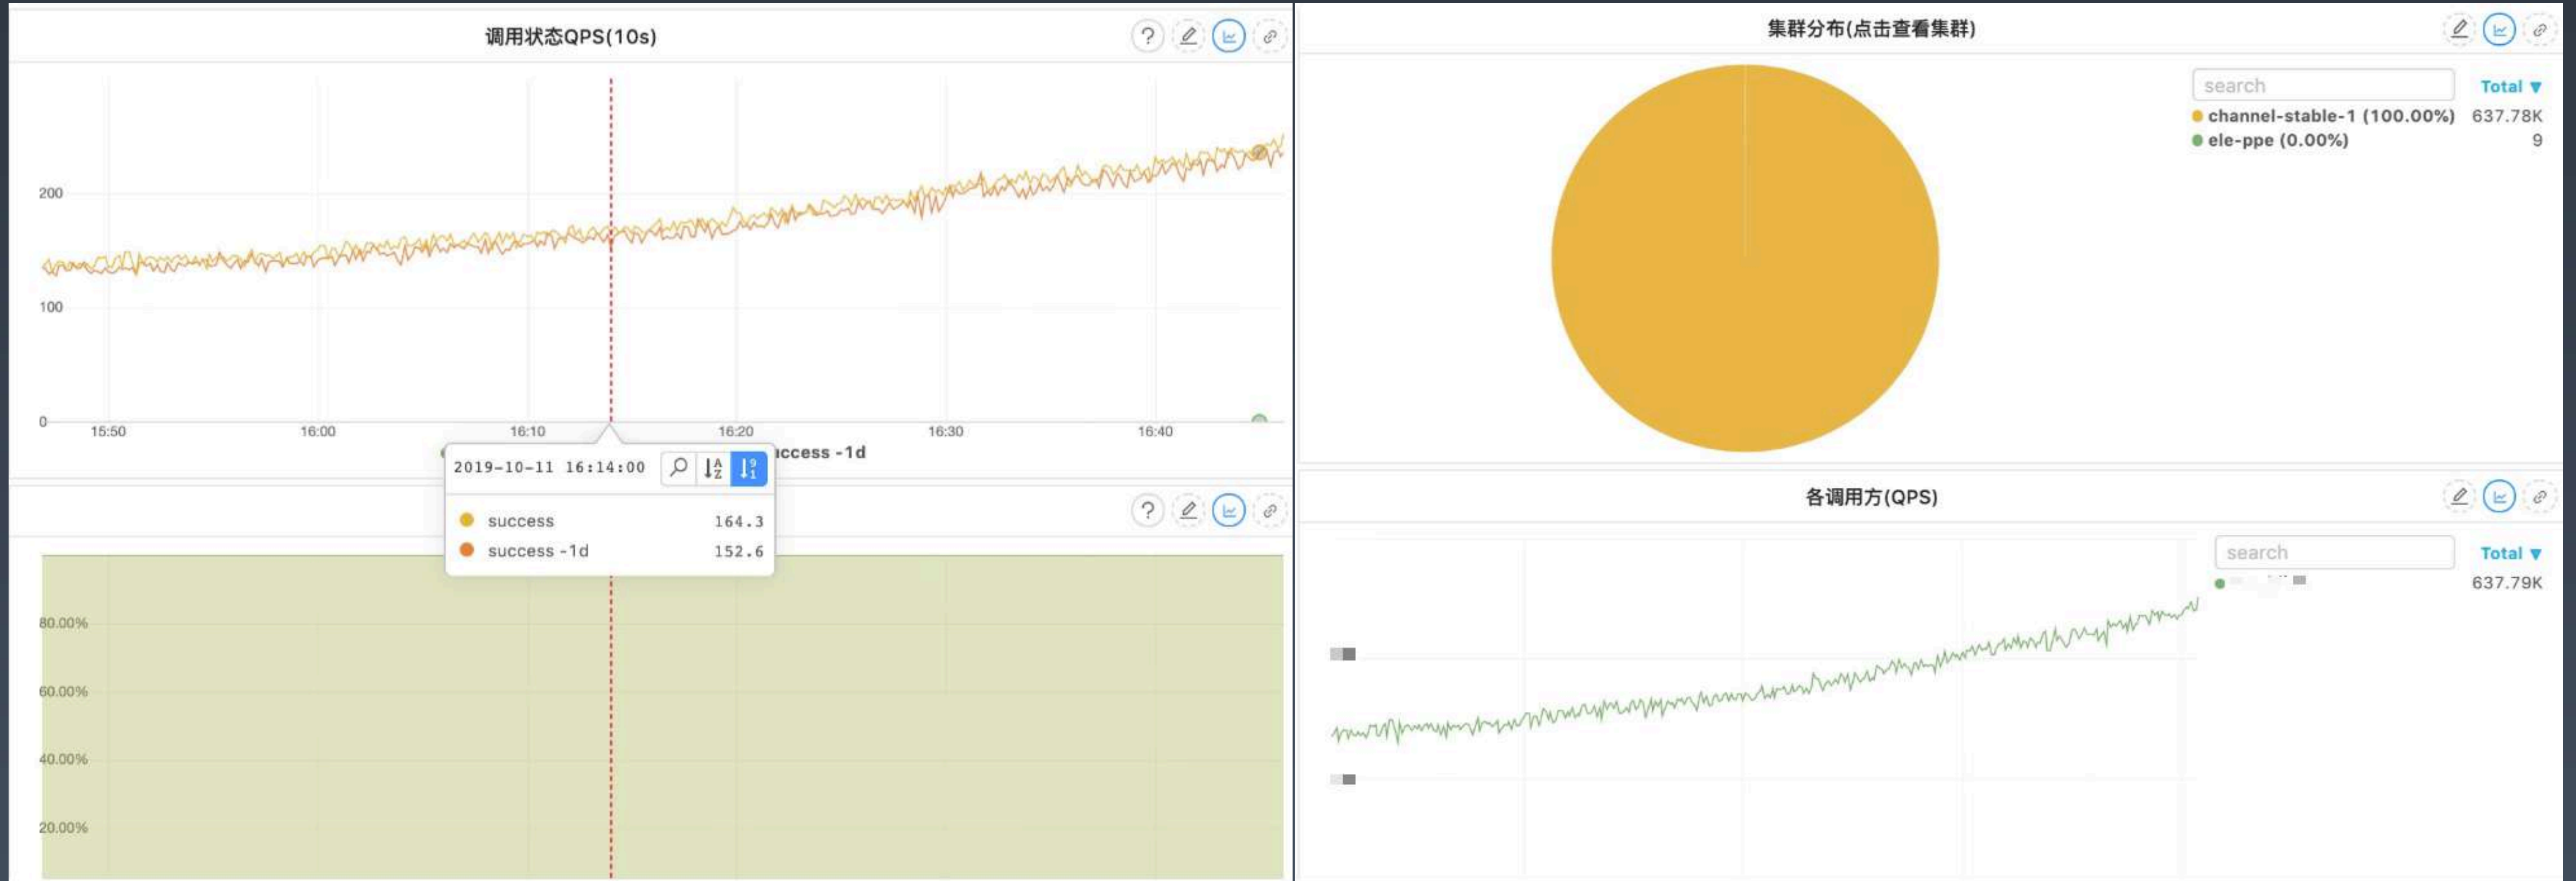 调用状态QPS(10s)
200
100
0
15:50 16:00 16:10 16:20 16:30 16:40
success -1d
2019-10-11 16:14:00
success 164.3
success -1d 152.6
80.00%
60.00%
40.00%
20.00%
集群分布(点击查看集群)
search Total ▼
channel-stable-1 (100.00%) 637.78K
ele-ppe (0.00%) 9
各调用方(QPS)
search Total ▼
637.79K